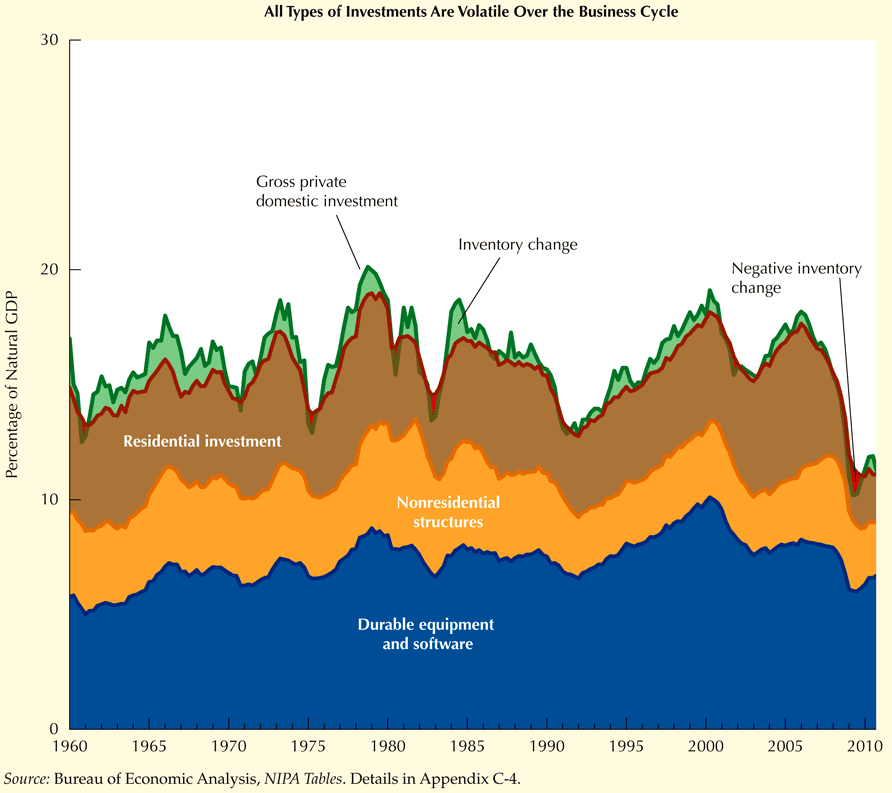 All Types of Investments Are Volatile Over the Business Cycle
30
Gross private
domestic investment
Inventory change
Negative inventory
change
20
Percentage of Natural GDP
Residential investment
10
Nonresidential
structures
Durable equipment
and software
0
1960 1965 1970 1975 1980 1985 1990 1995 2000 2005 2010
Source: Bureau of Economic Analysis, NIPA Tables. Details in Appendix C-4.